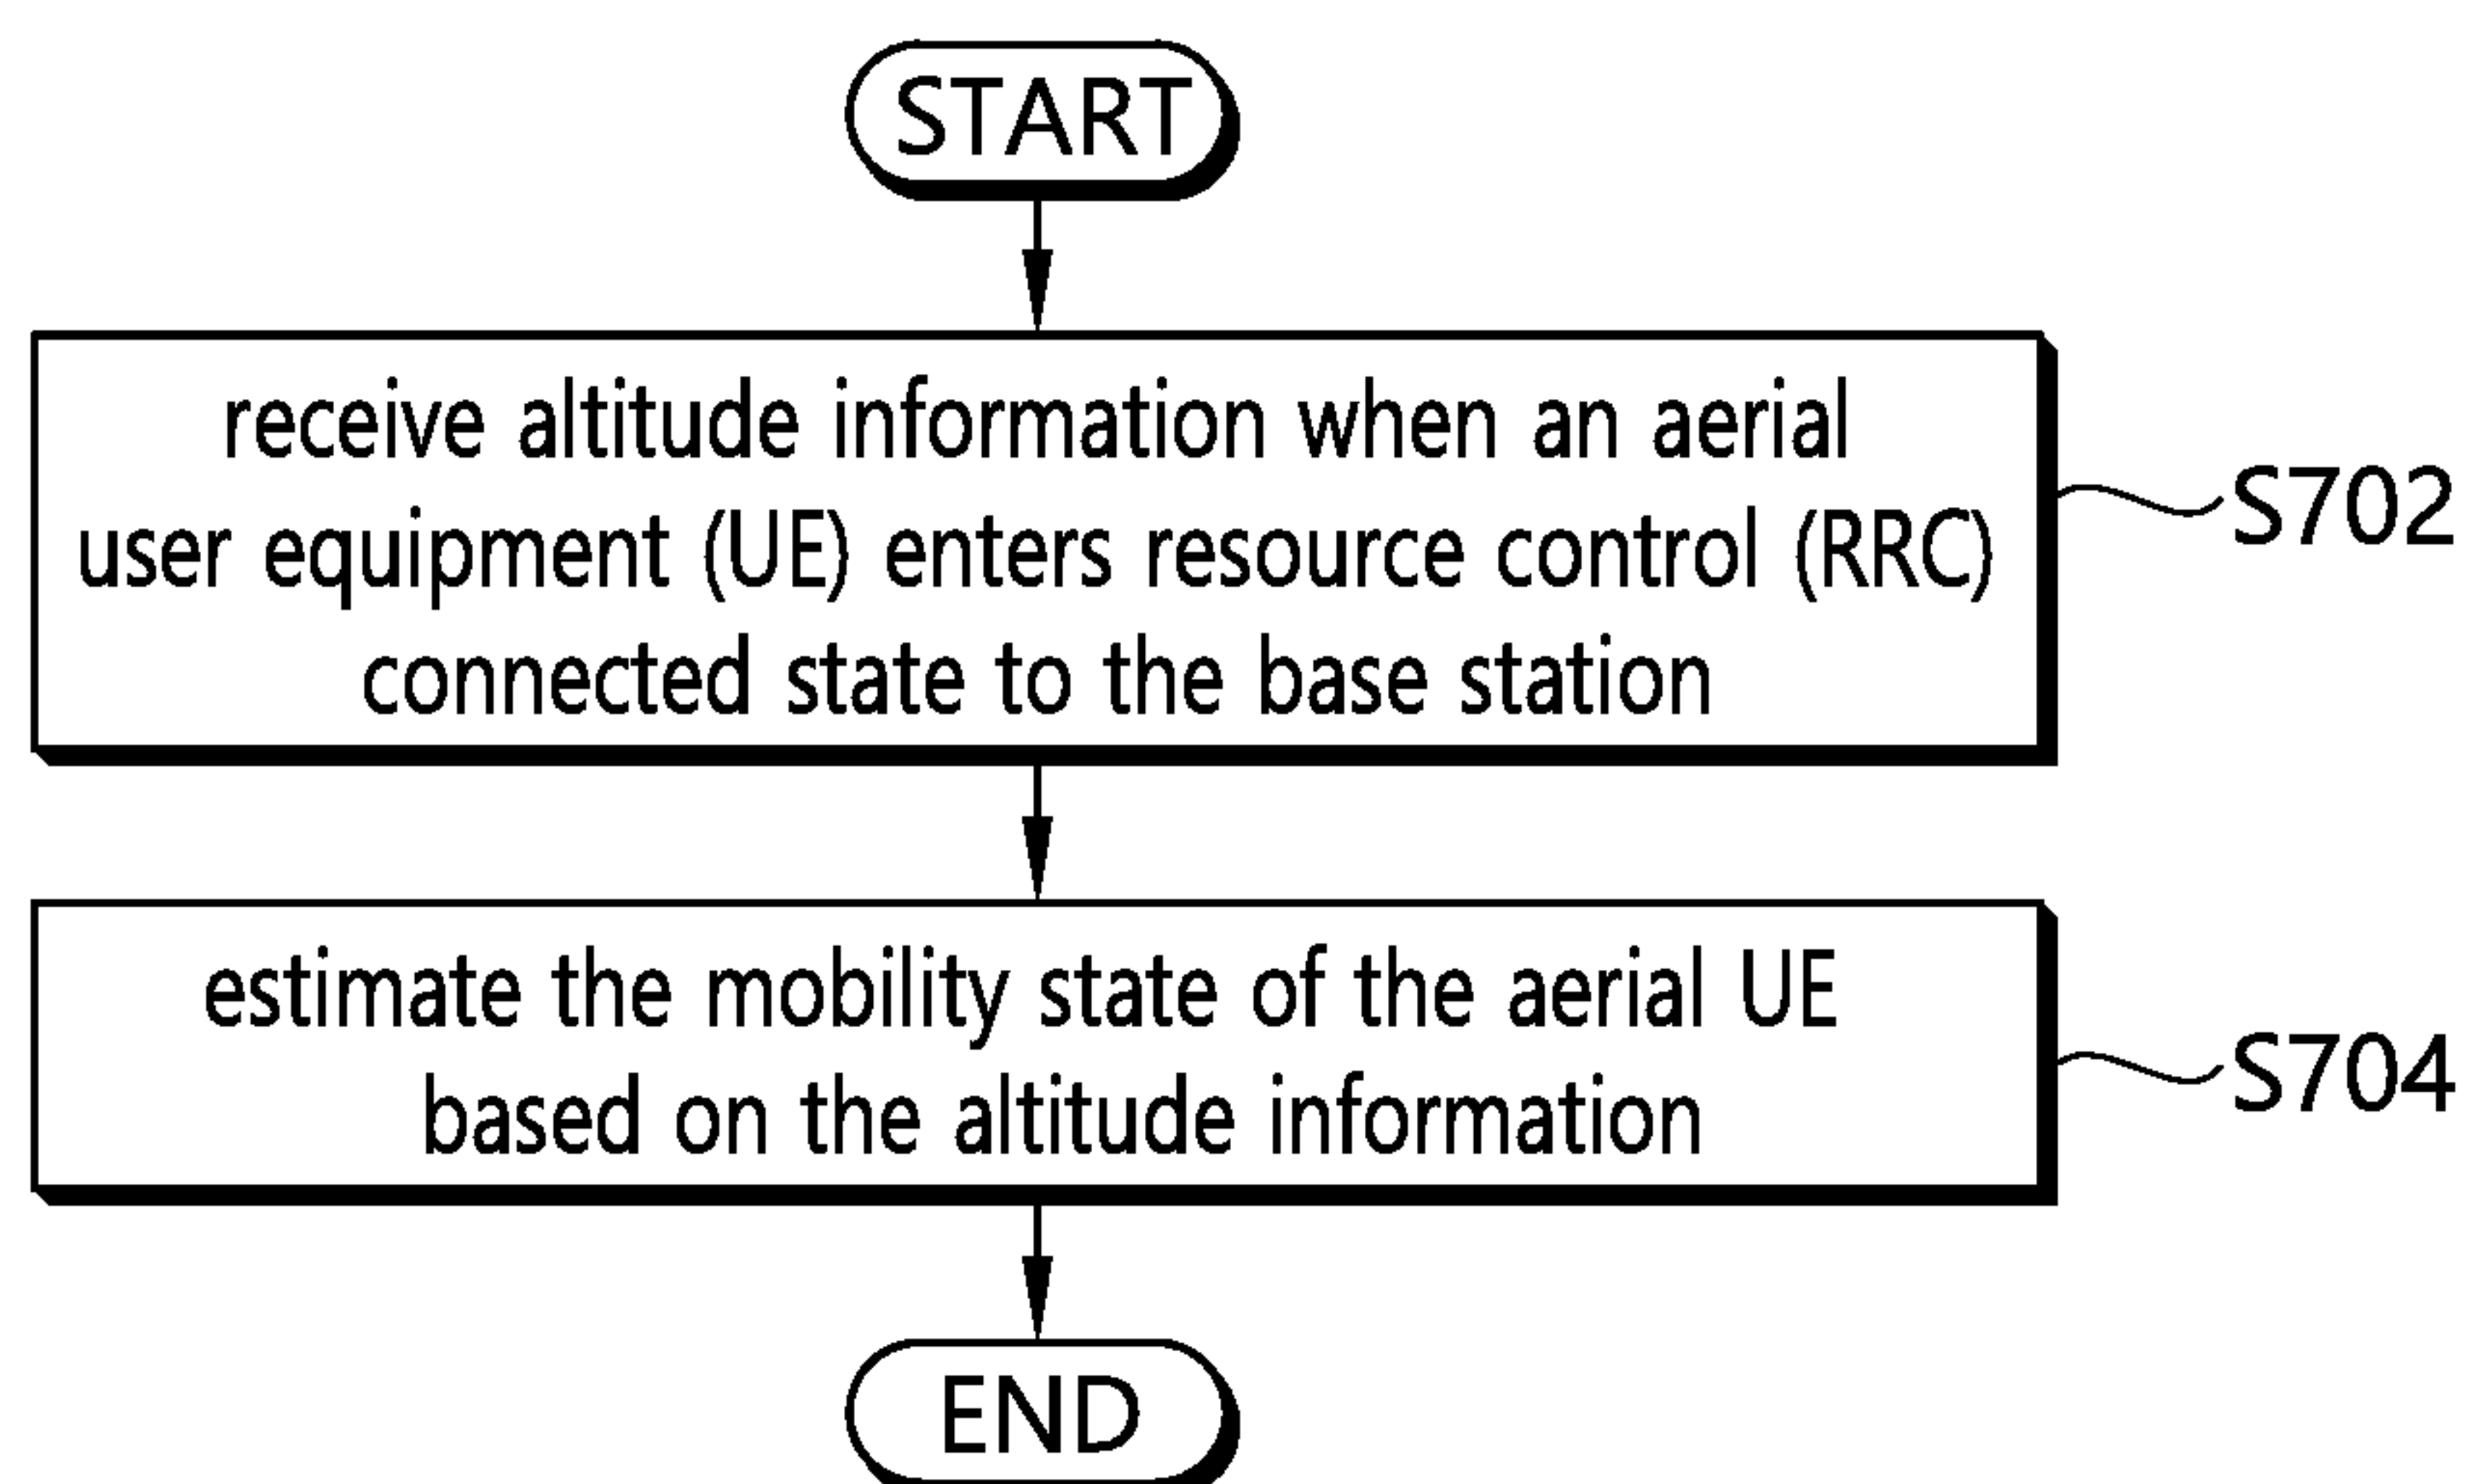 START
receive altitude information when an aerial
user equipment (UE) enters resource control (RRC)
connected state to the base station
S702
estimate the mobility state of the aerial UE
based on the altitude information
S704
END